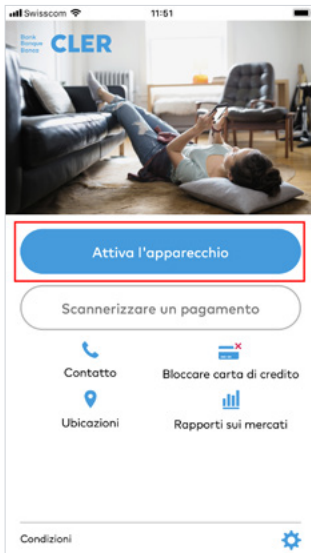 Swisscom
11:51
Bank
Banque
Banca
CLER
Attiva l'apparecchio
Scannerizzare un pagamento
Contatto
Bloccare carta di credito
Ubicazioni
Rapporti sui mercati
Condizioni